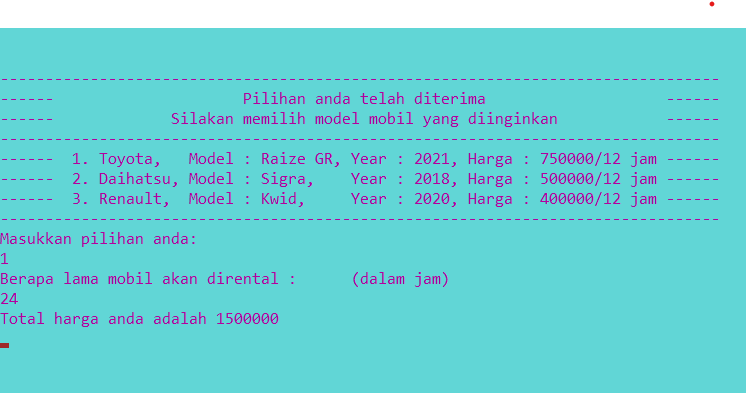 --------------------------------------------------------------------------------
------                     Pilihan anda telah diterima                    ------
------             Silakan memilih model mobil yang diinginkan            ------
--------------------------------------------------------------------------------
------  1. Toyota,   Model : Raize GR, Year : 2021, Harga : 750000/12 jam ------
------  2. Daihatsu, Model : Sigra,    Year : 2018, Harga : 500000/12 jam ------
------  3. Renault,  Model : Kwid,     Year : 2020, Harga : 400000/12 jam ------
--------------------------------------------------------------------------------
Masukkan pilihan anda:
1
Berapa lama mobil akan dirental :      (dalam jam)
24
Total harga anda adalah 1500000